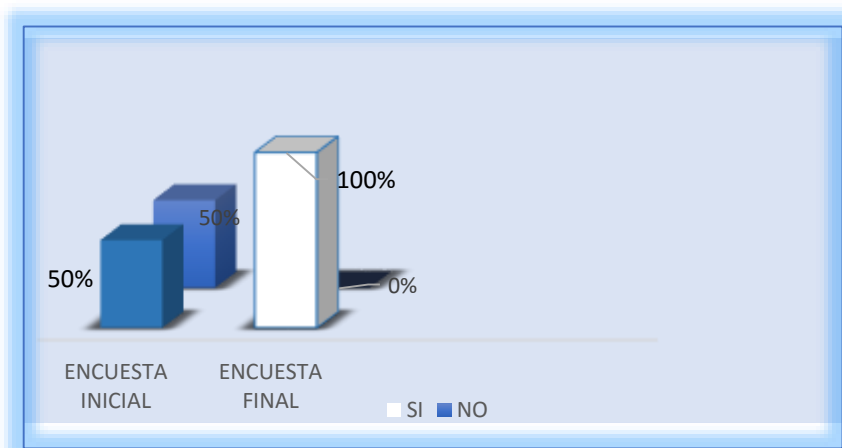 100%
50%
50%
0%
ENCUESTA
INICIAL
ENCUESTA
FINAL
SI
NO